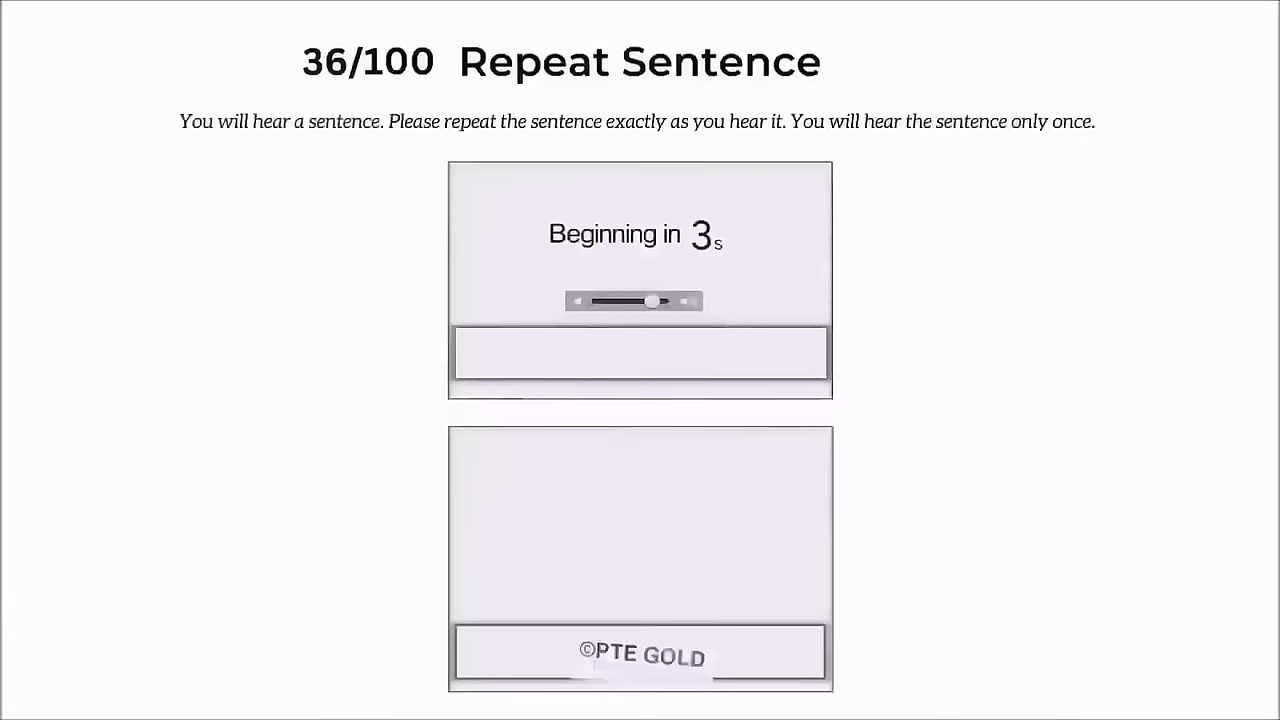 36/100 Repeat Sentence
You will hear a sentence. Please repeat the sentence exactly as you hear it. You will hear the sentence only once.
Beginning in 3s
©PTE GOLD